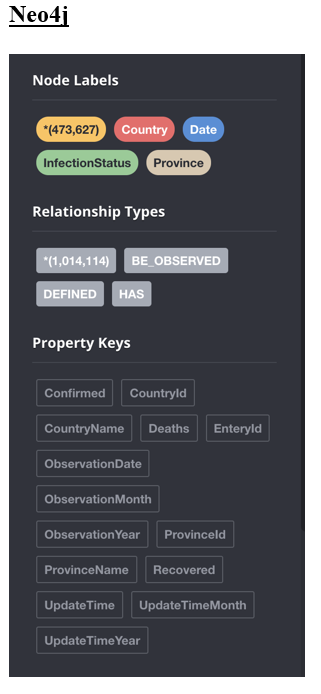 Neo4j
Node Labels
*(473,627) Country Date
InfectionStatus Province
Relationship Types
*(1,014,114) BE_OBSERVED
DEFINED HAS
Property Keys
Confirmed CountryId
CountryName Deaths EnteryId
ObservationDate
ObservationMonth
ObservationYear ProvinceId
ProvinceName Recovered
UpdateTime UpdateTimeMonth
UpdateTimeYear